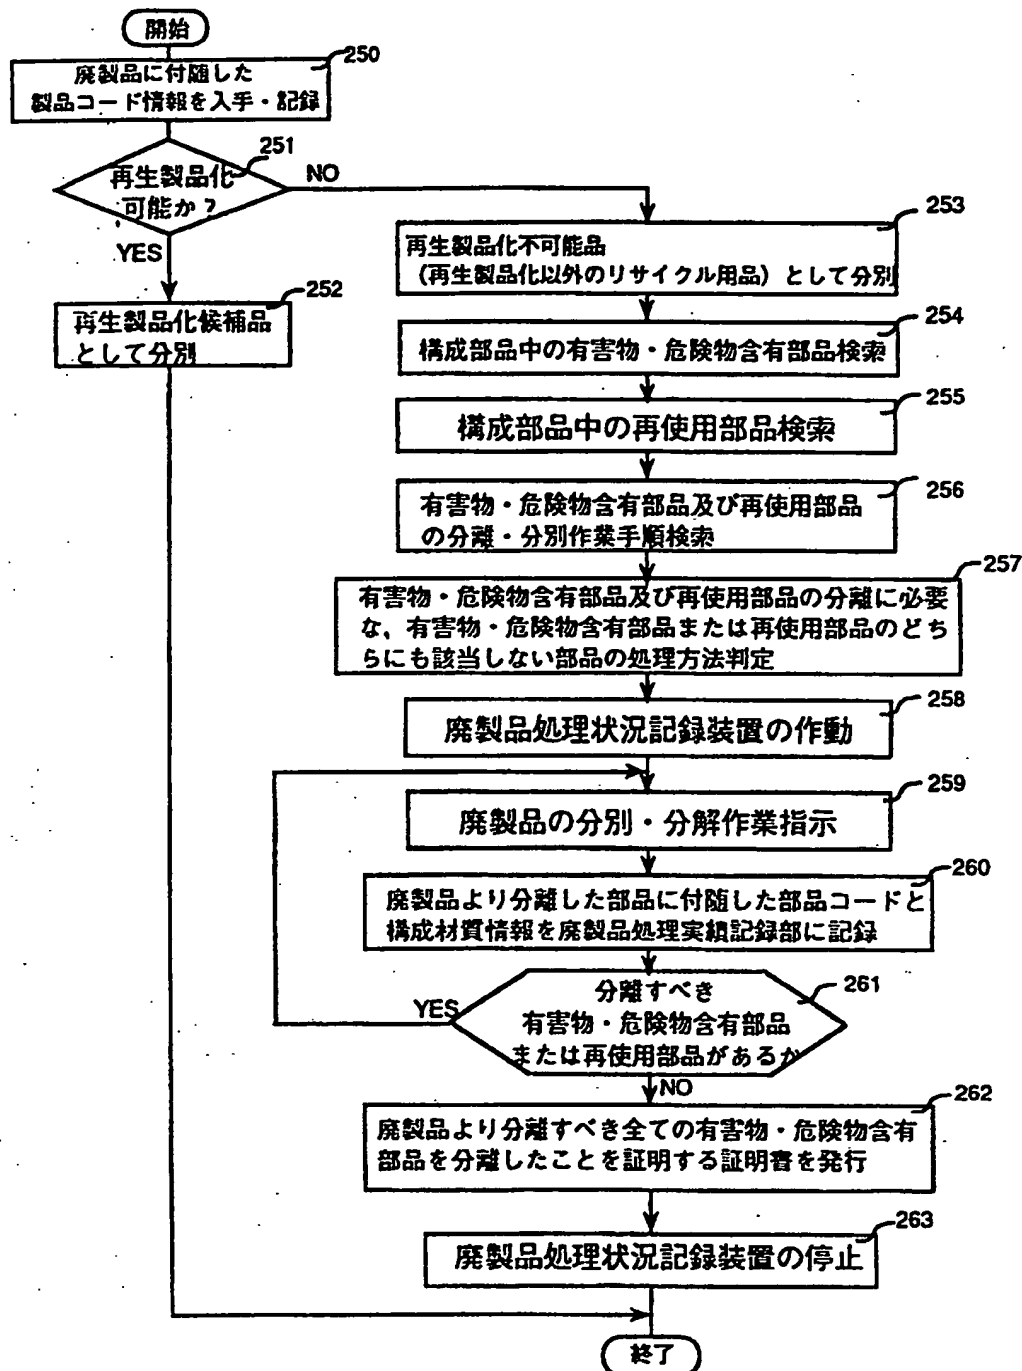 開始
250
廃製品に付随した
製品コード情報を入手・記録
251
再生製品化
可能か?
NO
YES
252
再生製品化候補品
として分別
253
再生製品化不可能品
(再生製品化以外のリサイクル用品)として分別
254
構成部品中の有害物・危険物含有部品検索
255
構成部品中の再使用部品検索
256
有害物・危険物含有部品及び再使用部品
の分離・分別作業手順検索
257
有害物・危険物含有部品及び再使用部品の分離に必要
な、有害物・危険物含有部品または再使用部品のどち
らにも該当しない部品の処理方法判定
258
廃製品処理状況記録装置の作動
259
廃製品の分別・分解作業指示
260
廃製品より分離した部品に付随した部品コードと
構成材質情報を廃製品処理実績記録部に記録
261
分離すべき
有害物・危険物含有部品
または再使用部品があるか
YES
NO
262
廃製品より分離すべき全ての有害物・危険物含有
部品を分離したことを証明する証明書を発行
263
廃製品処理状況記録装置の停止
終了